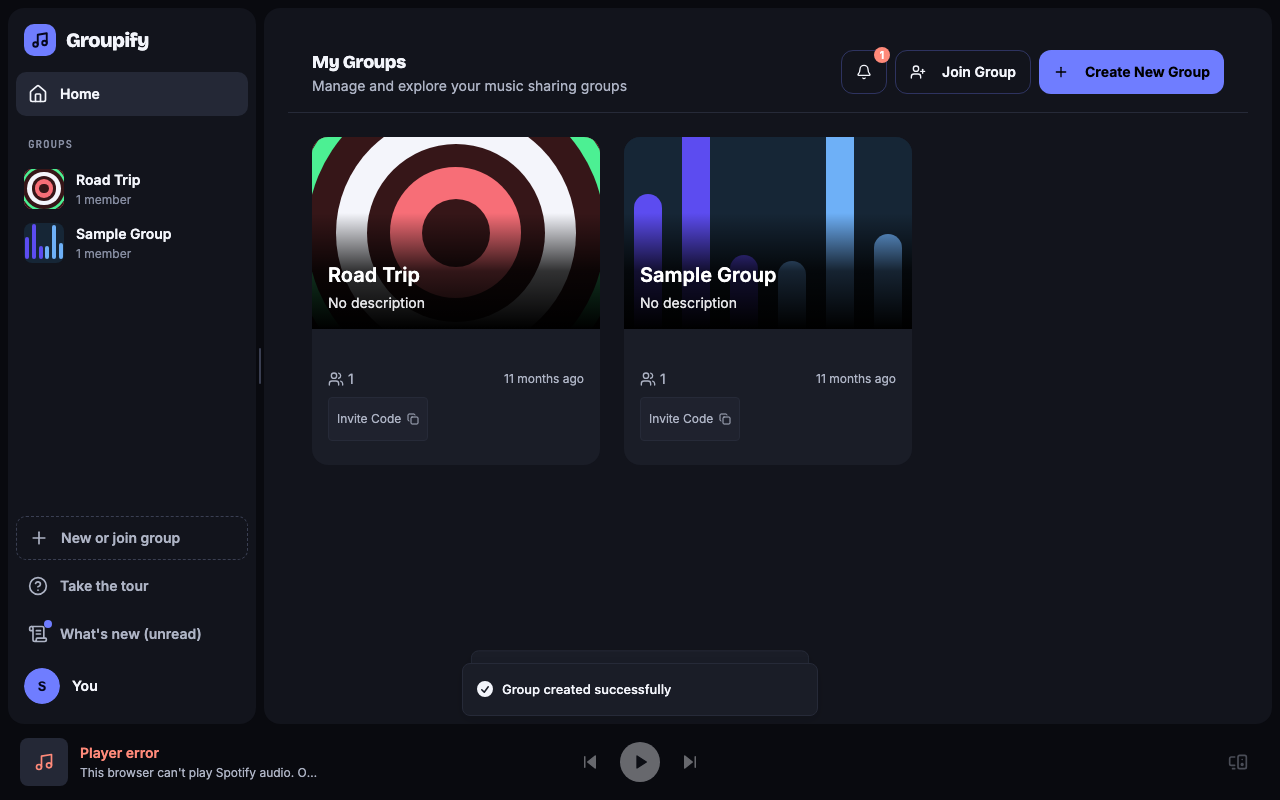 Groupify
Home
GROUPS
Road Trip
1 member
Sample Group
1 member
New or join group
Take the tour
What's new (unread)
S
You
My Groups
Manage and explore your music sharing groups
1
Join Group
Create New Group
Road Trip
No description
1
11 months ago
Invite Code
Sample Group
No description
1
11 months ago
Invite Code
Group created successfully
Player error
This browser can't play Spotify audio. O...